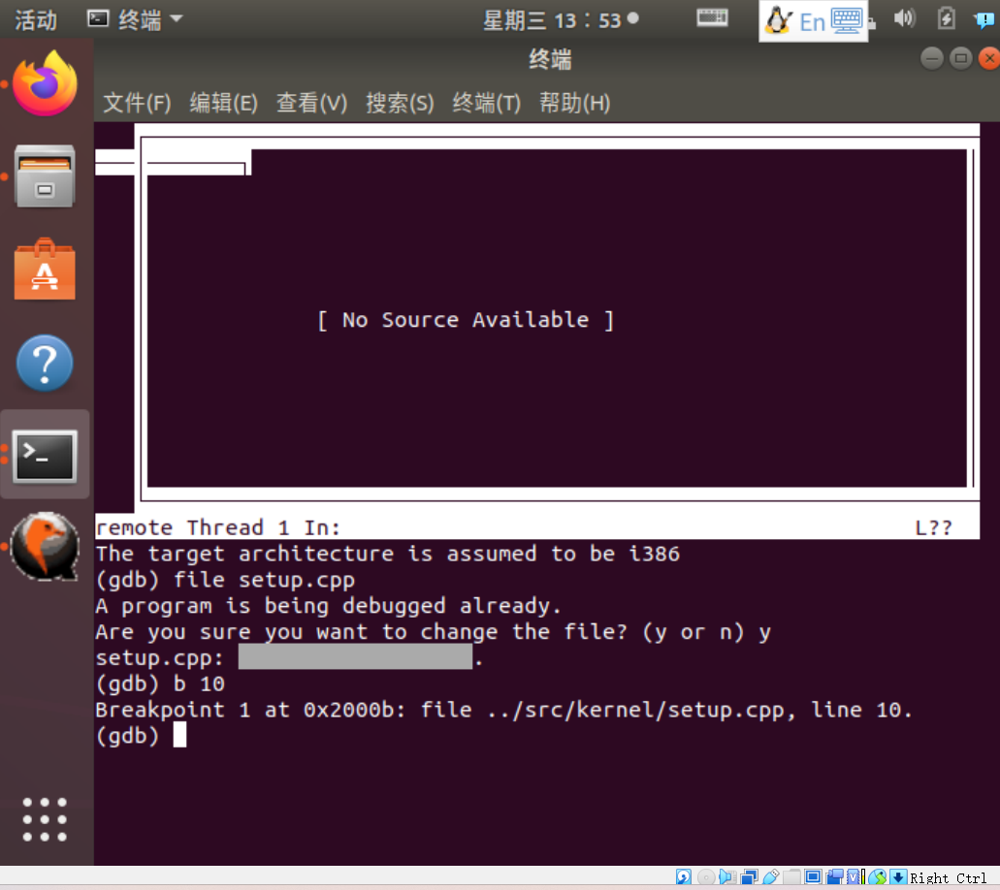 活动 终端 星期三 13：53 En
终端
文件(F) 编辑(E) 查看(V) 搜索(S) 终端(T) 帮助(H)
[ No Source Available ]
remote Thread 1 In: L??
The target architecture is assumed to be i386
(gdb) file setup.cpp
A program is being debugged already.
Are you sure you want to change the file? (y or n) y
setup.cpp: .
(gdb) b 10
Breakpoint 1 at 0x2000b: file ../src/kernel/setup.cpp, line 10.
(gdb)
Right Ctrl